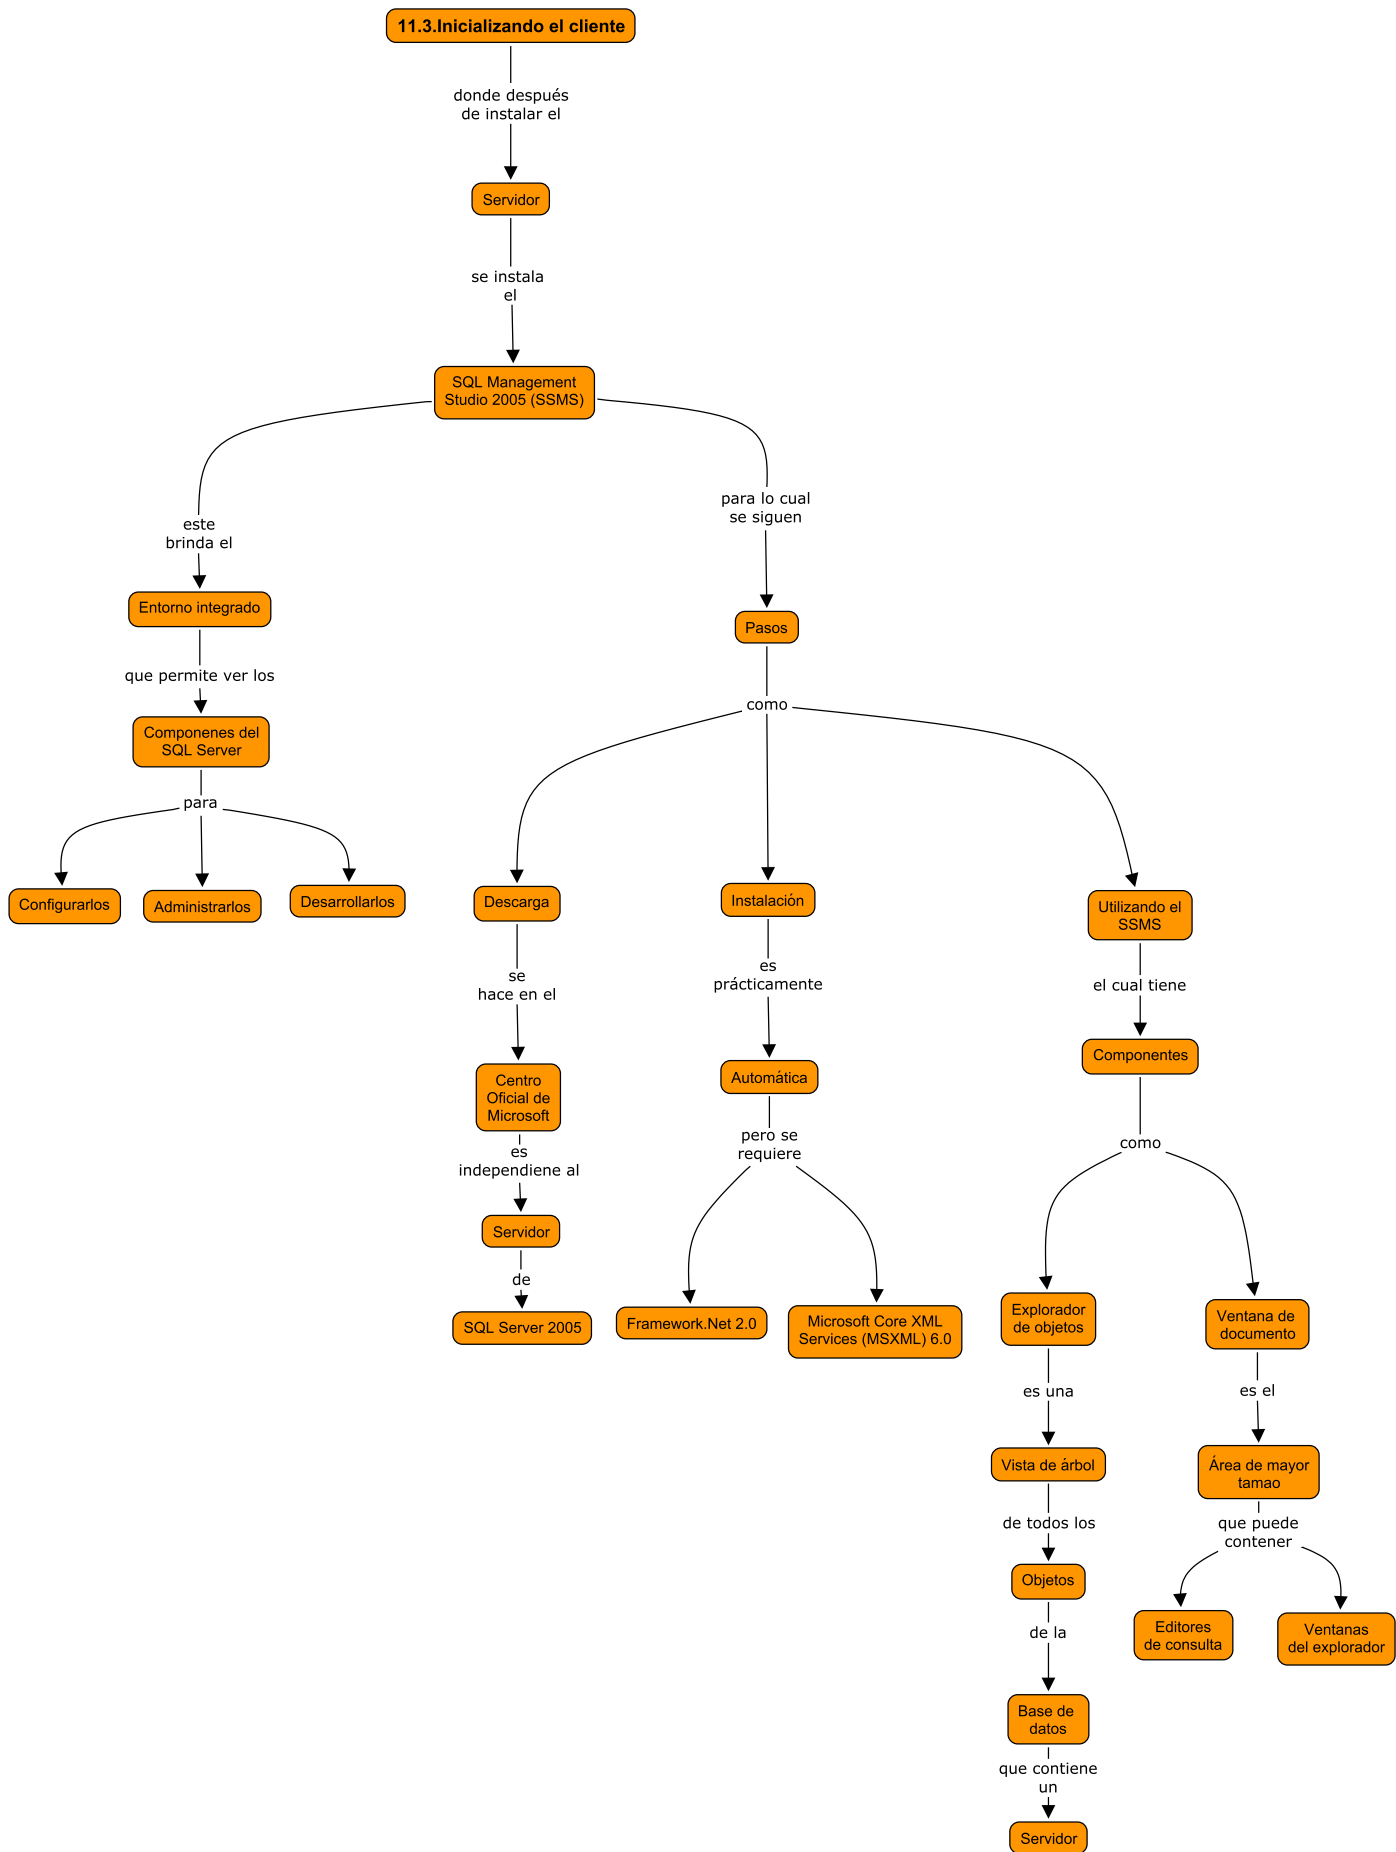 11.3.Inicializando el cliente
donde después
de instalar el
Servidor
se instala
el
SQL Management
Studio 2005 (SSMS)
este
brinda el
Entorno integrado
que permite ver los
Componenes del
SQL Server
para
Configurarlos
Administrarlos
Desarrollarlos
para lo cual
se siguen
Pasos
como
Descarga
se
hace en el
Centro
Oficial de
Microsoft
es
independiene al
Servidor
de
SQL Server 2005
Instalación
es
prácticamente
Automática
pero se
requiere
Framework.Net 2.0
Microsoft Core XML
Services (MSXML) 6.0
Utilizando el
SSMS
el cual tiene
Componentes
como
Explorador
de objetos
es una
Vista de árbol
de todos los
Objetos
de la
Base de
datos
que contiene
un
Servidor
Ventana de
documento
es el
Área de mayor
tamao
que puede
contener
Editores
de consulta
Ventanas
del explorador